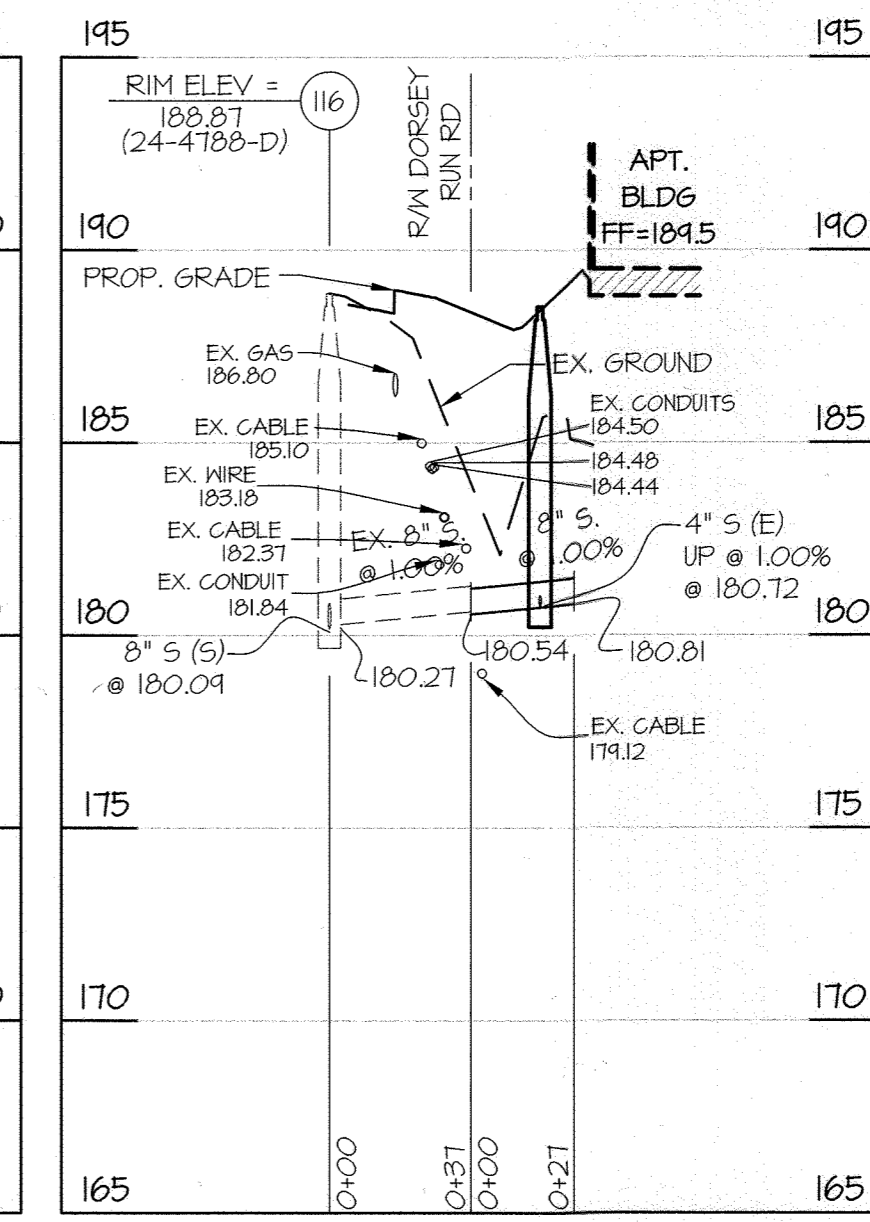 195
195
RIM ELEV =
188.87
(24-4788-D)
116
R/W DORSEY
RUN RD
APT.
BLDG
FF=189.5
190
190
PROP. GRADE
EX. GAS
186.80
EX. GROUND
EX. CONDUITS
184.50
184.48
184.44
185
185
EX. CABLE
185.10
EX. WIRE
183.18
EX. CABLE
182.37
EX. CONDUIT
181.84
EX. 8" S.
@ 1.00%
8" S.
@ 1.00%
4" S (E)
UP @ 1.00%
@ 180.72
180
180
8" S (S)
@ 180.09
180.27
180.54
180.81
EX. CABLE
179.12
175
175
170
170
0+00
0+37
0+00
0+27
165
165